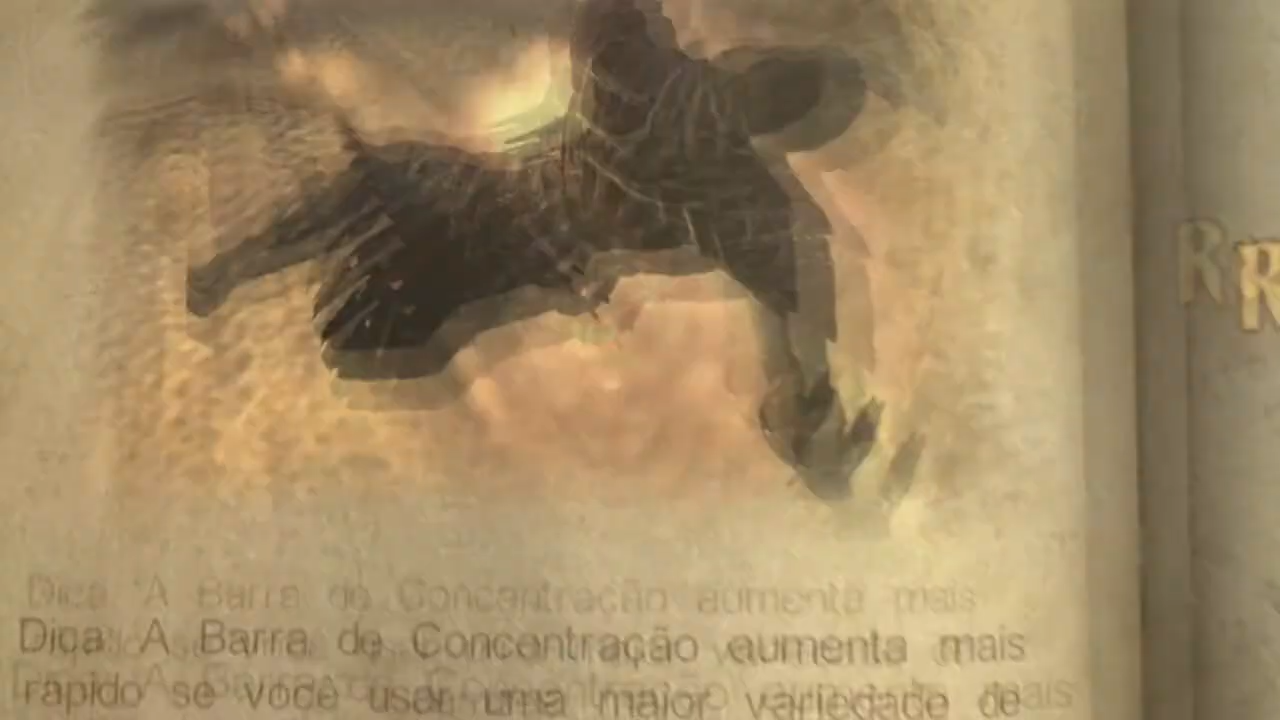 Dica: A Barra de Concentração aumenta mais
rapido se você usar uma maior variedade de
R